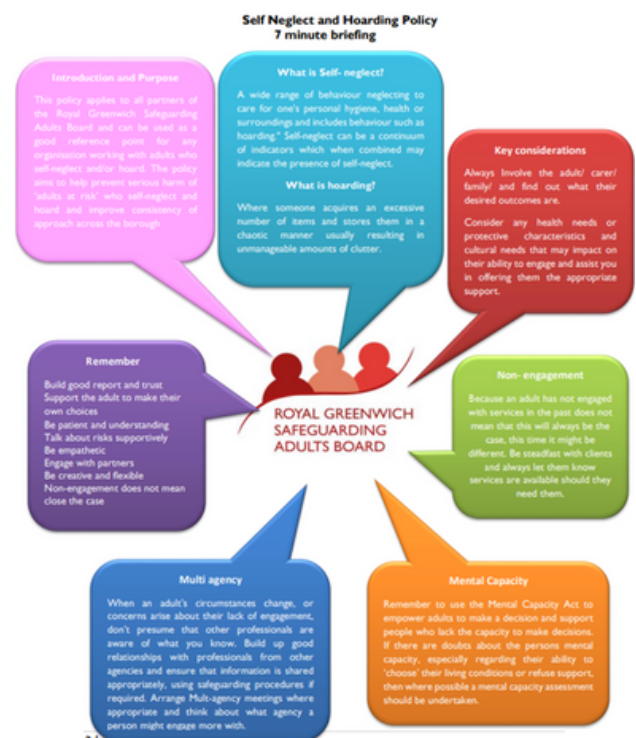 Self Neglect and Hoarding Policy
7 minute briefing
Introduction and Purpose
This policy applies to all partners of
the Royal Greenwich Safeguarding
Adults Board and can be used as a
good reference point for any
organisation working with adults who
self-neglect and/or hoard. The policy
aims to help prevent serious harm of
'adults at risk' who self-neglect and
hoard and improve consistency of
approach across the borough
What is Self- neglect?
A wide range of behaviour neglecting to
care for one's personal hygiene, health or
surroundings and includes behaviour such as
hoarding." Self-neglect can be a continuum
of indicators which when combined may
indicate the presence of self-neglect.
What is hoarding?
Where someone acquires an excessive
number of items and stores them in a
chaotic manner usually resulting in
unmanageable amounts of clutter.
Key considerations
Always Involve the adult/ carer/
family/ and find out what their
desired outcomes are.
Consider any health needs or
protective characteristics and
cultural needs that may impact on
their ability to engage and assist you
in offering them the appropriate
support.
Remember
Build good report and trust
Support the adult to make their
own choices
Be patient and understanding
Talk about risks supportively
Be empathetic
Engage with partners
Be creative and flexible
Non-engagement does not mean
close the case
ROYAL GREENWICH
SAFEGUARDING
ADULTS BOARD
Non- engagement
Because an adult has not engaged
with services in the past does not
mean that this will always be the
case, this time it might be
different. Be steadfast with clients
and always let them know
services are available should they
need them.
Multi agency
When an adult's circumstances change, or
concerns arise about their lack of engagement,
don't presume that other professionals are
aware of what you know. Build up good
relationships with professionals from other
agencies and ensure that information is shared
appropriately, using safeguarding procedures if
required. Arrange Mult-agency meetings where
appropriate and think about what agency a
person might engage more with.
Mental Capacity
Remember to use the Mental Capacity Act to
empower adults to make a decision and support
people who lack the capacity to make decisions.
If there are doubts about the persons mental
capacity, especially regarding their ability to
'choose' their living conditions or refuse support,
then where possible a mental capacity assessment
should be undertaken.